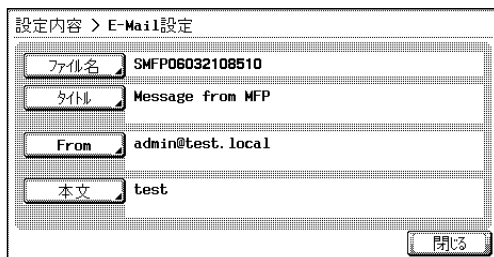 設定内容 > E-Mail設定
ファイル名 SMFP06032108510
タイトル Message from MFP
From admin@test.local
本文 test
閉じる